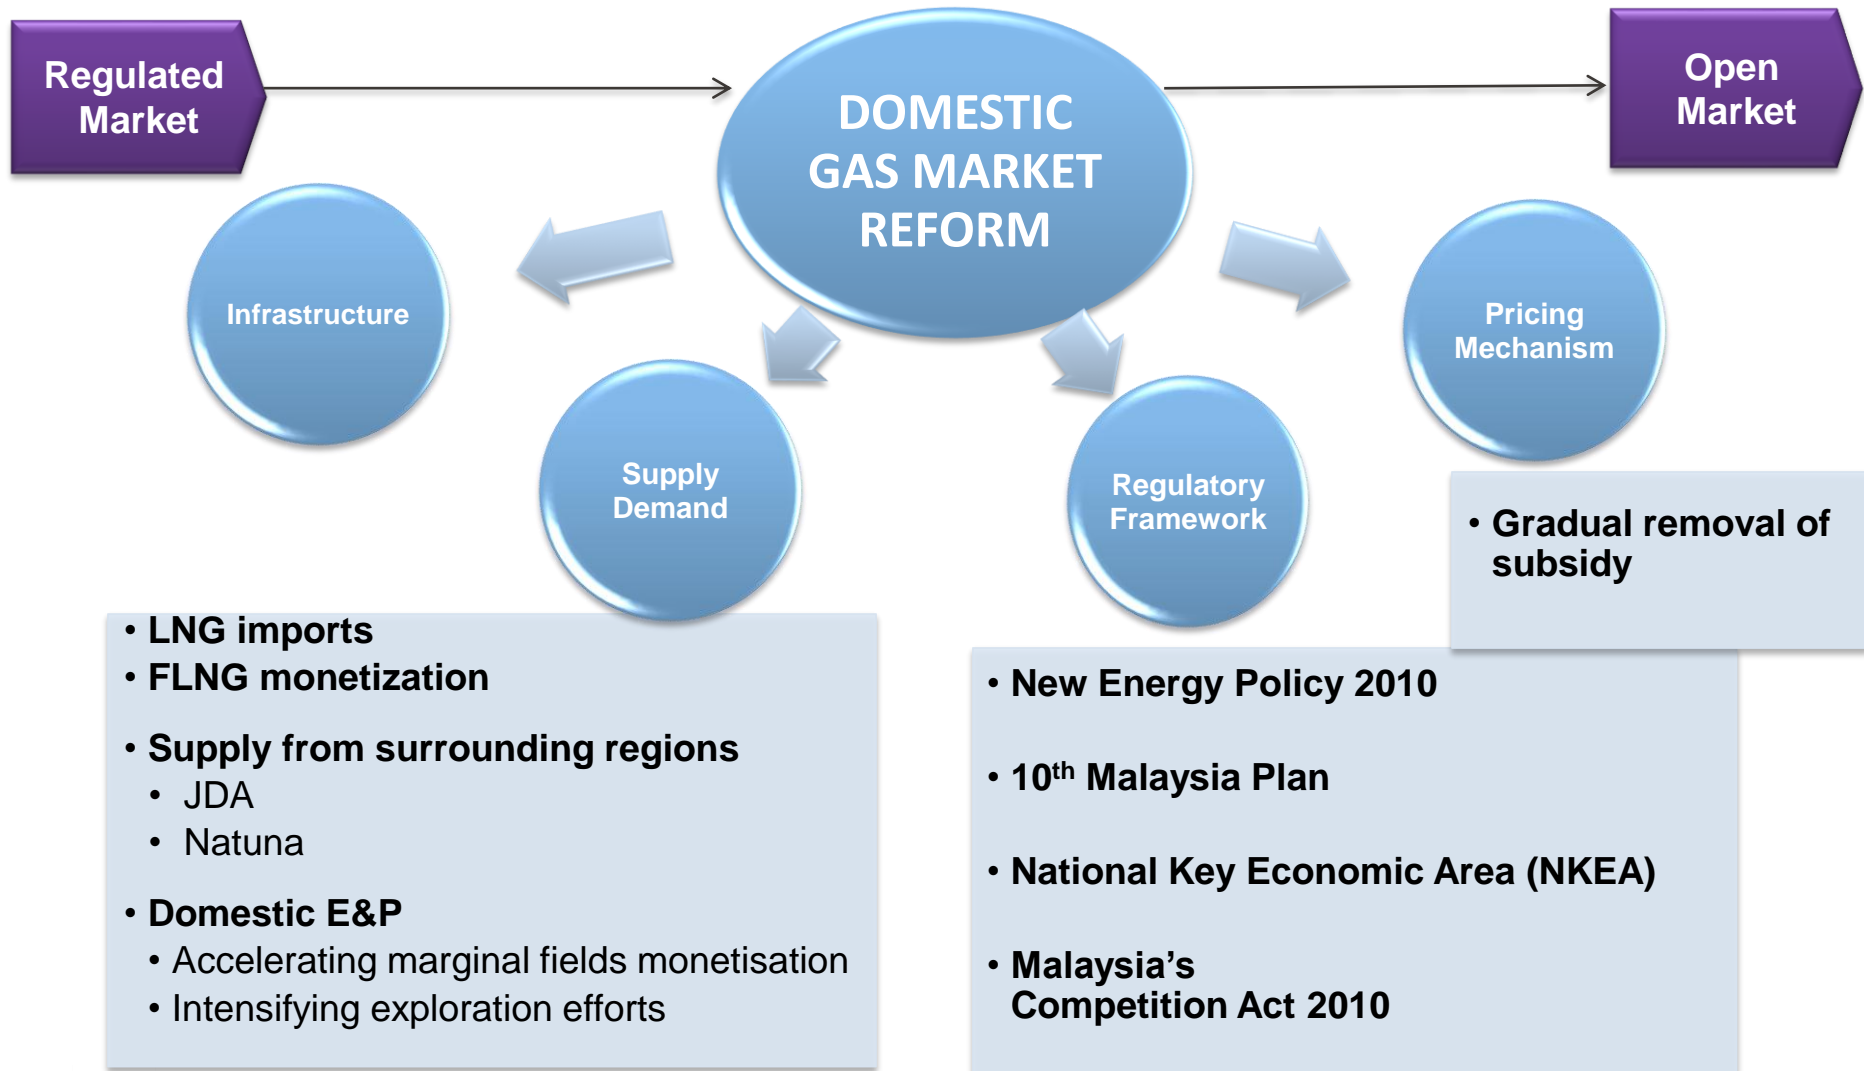 Regulated
Market
DOMESTIC
GAS MARKET
REFORM
Open
Market
Infrastructure
Supply
Demand
Regulatory
Framework
Pricing
Mechanism
• Gradual removal of
subsidy
• LNG imports
• FLNG monetization
• Supply from surrounding regions
• JDA
• Natuna
• Domestic E&P
• Accelerating marginal fields monetisation
• Intensifying exploration efforts
• New Energy Policy 2010
• 10th Malaysia Plan
• National Key Economic Area (NKEA)
• Malaysia’s
Competition Act 2010